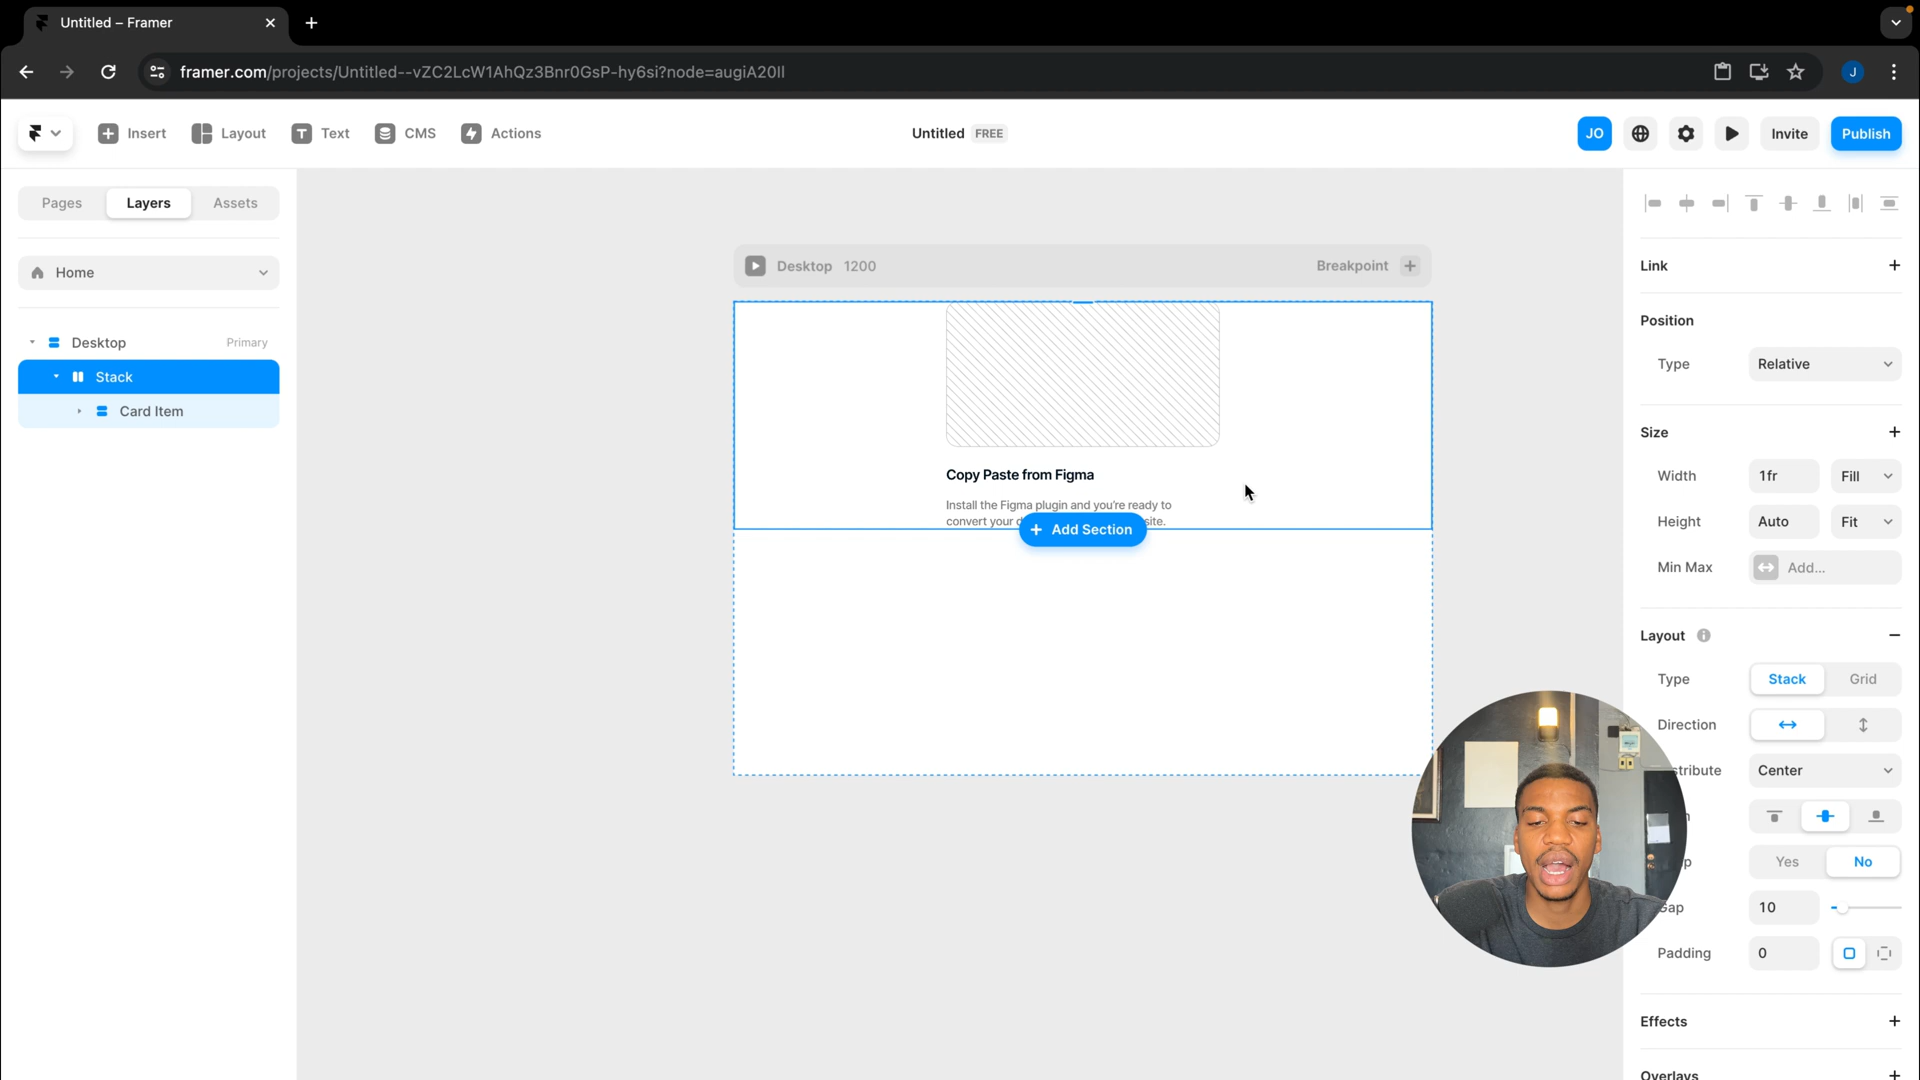 Untitled – Framer
framer.com/projects/Untitled--vZC2LcW1AhQz3Bnr0GsP-hy6si?node=augiA20Il
J
Insert
Layout
Text
CMS
Actions
Untitled FREE
JO
Invite
Publish
Pages
Layers
Assets
Home
Desktop Primary
Stack
Card Item
Desktop 1200
Breakpoint
Copy Paste from Figma
Install the Figma plugin and you're ready to
convert your site.
Add Section
Link
Position
Type Relative
Size
Width 1fr Fill
Height Auto Fit
Min Max Add...
Layout
Type Stack Grid
Direction
stribute Center
Yes No
Gap 10
Padding 0
Effects
Overlays